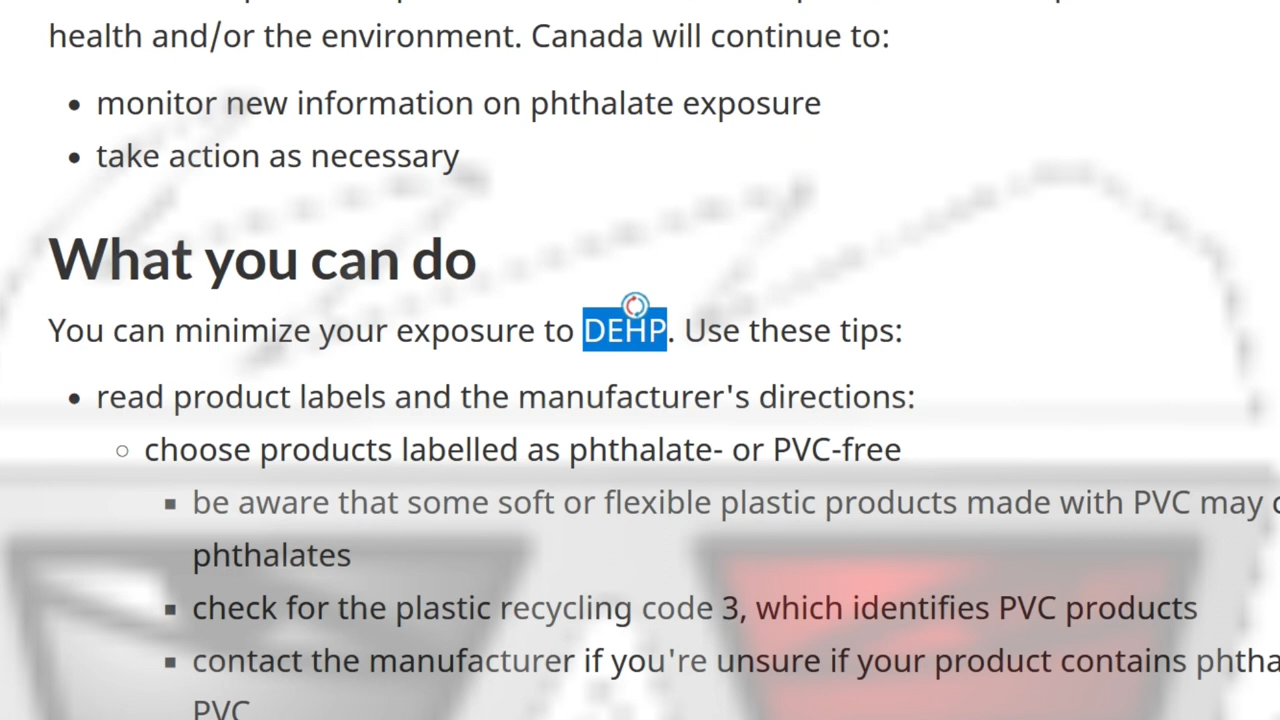 health and/or the environment. Canada will continue to:
• monitor new information on phthalate exposure
• take action as necessary
What you can do
You can minimize your exposure to DEHP. Use these tips:
• read product labels and the manufacturer's directions:
○ choose products labelled as phthalate- or PVC-free
▪ be aware that some soft or flexible plastic products made with PVC may
phthalates
▪ check for the plastic recycling code 3, which identifies PVC products
▪ contact the manufacturer if you're unsure if your product contains
PVC